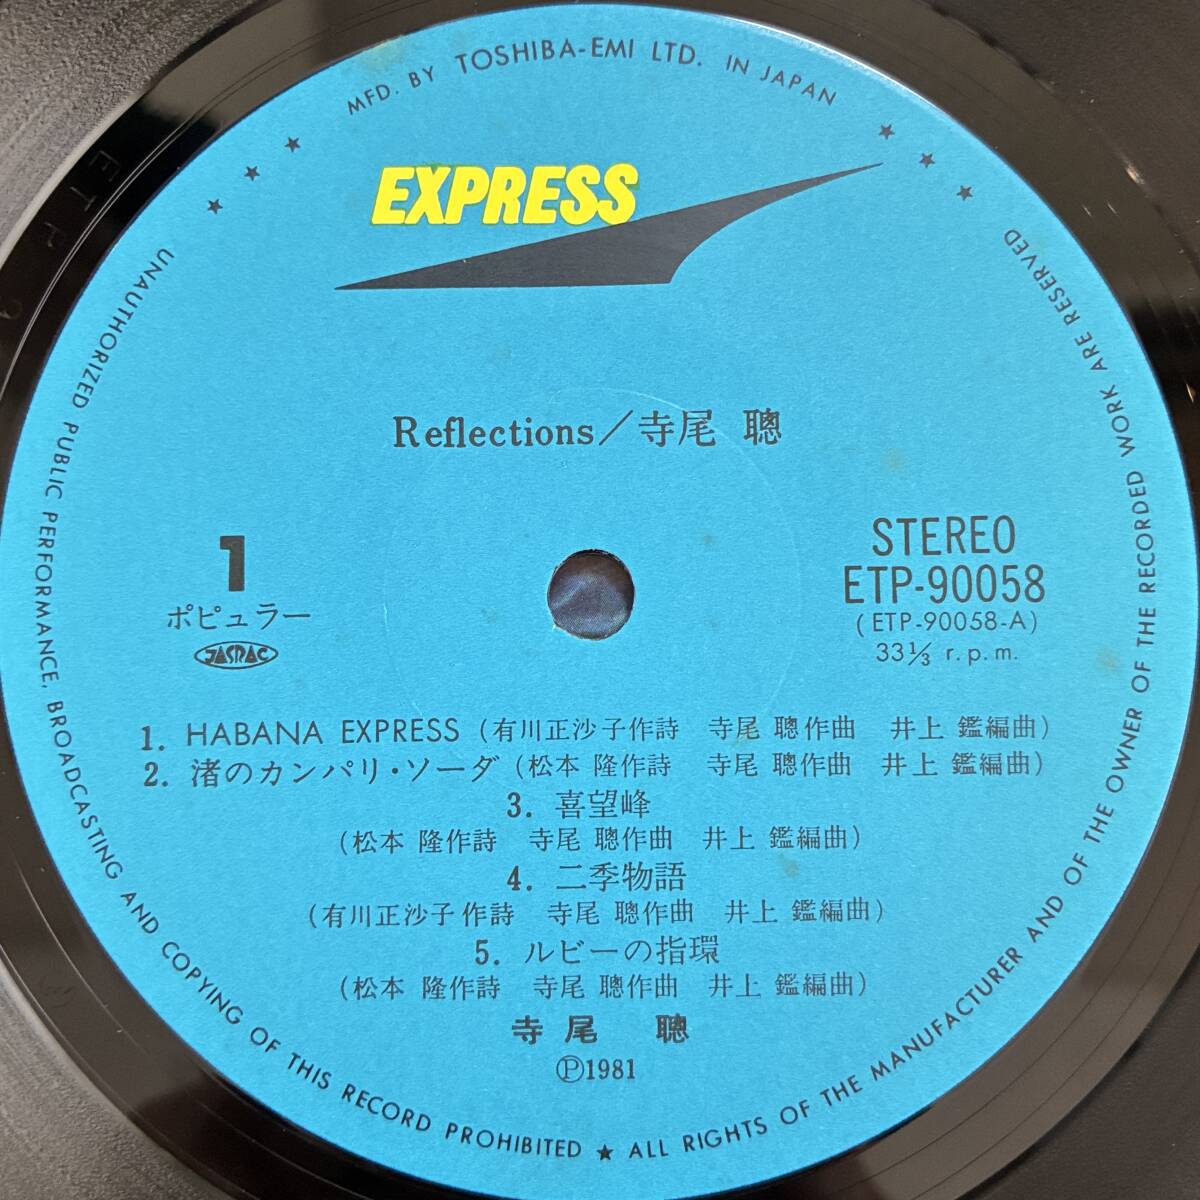 MFD. BY TOSHIBA-EMI LTD. IN JAPAN
EXPRESS
Reflections／寺尾 聰
1
ポピュラー
JASRAC
STEREO
ETP-90058
(ETP-90058-A)
33⅓ r.p.m.
1. HABANA EXPRESS (有川正沙子作詩 寺尾 聰作曲 井上 鑑編曲)
2. 渚のカンパリ・ソーダ (松本 隆作詩 寺尾 聰作曲 井上 鑑編曲)
3. 喜望峰
(松本 隆作詩 寺尾 聰作曲 井上 鑑編曲)
4. 二季物語
(有川正沙子作詩 寺尾 聰作曲 井上 鑑編曲)
5. ルビーの指環
(松本 隆作詩 寺尾 聰作曲 井上 鑑編曲)
寺尾 聰
Ⓟ1981
UNAUTHORIZED PUBLIC PERFORMANCE, BROADCASTING AND COPYING OF THIS RECORD PROHIBITED ★ ALL RIGHTS OF THE MANUFACTURER AND OF THE OWNER OF THE RECORDED WORK ARE RESERVED